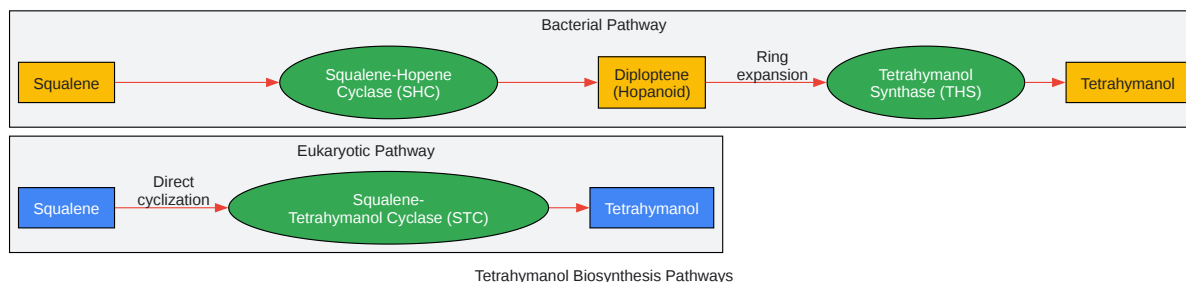 Bacterial Pathway
Squalene
Squalene-Hopene
Cyclase (SHC)
Diploptene
(Hopanoid)
Ring
expansion
Tetrahymanol
Synthase (THS)
Tetrahymanol
Eukaryotic Pathway
Squalene
Direct
cyclization
Squalene-
Tetrahymanol Cyclase (STC)
Tetrahymanol
Tetrahymanol Biosynthesis Pathways